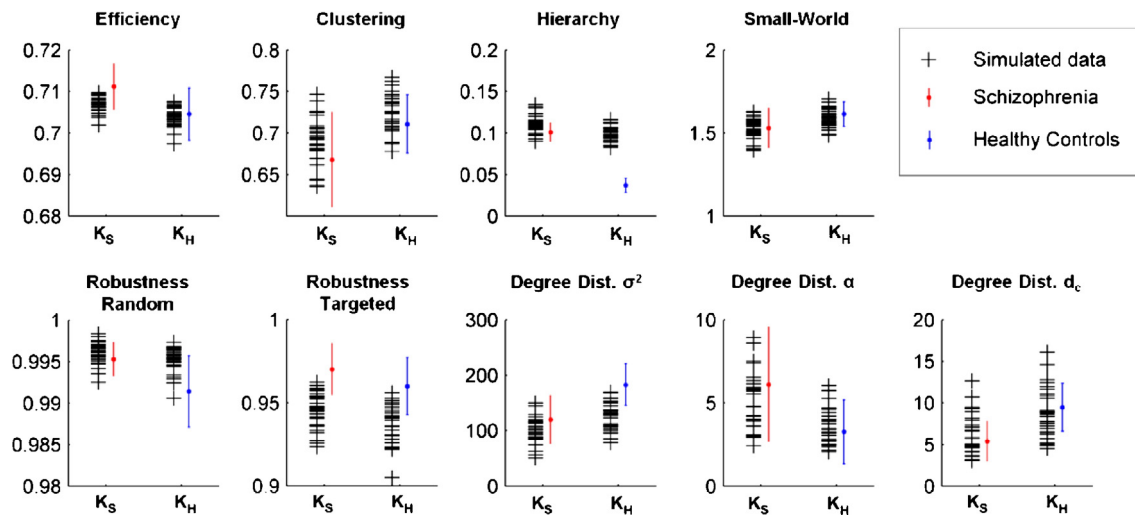 Efficiency
0.72
0.71
0.7
0.69
0.68
K_S K_H
Clustering
0.8
0.75
0.7
0.65
K_S K_H
Hierarchy
0.2
0.15
0.1
0.05
0
K_S K_H
Small-World
2
1.5
1
K_S K_H
Simulated data
Schizophrenia
Healthy Controls
Robustness
Random
1
0.995
0.99
0.985
0.98
K_S K_H
Robustness
Targeted
1
0.95
0.9
K_S K_H
Degree Dist. σ²
300
200
100
0
K_S K_H
Degree Dist. α
10
5
0
K_S K_H
Degree Dist. d_c
20
15
10
5
0
K_S K_H